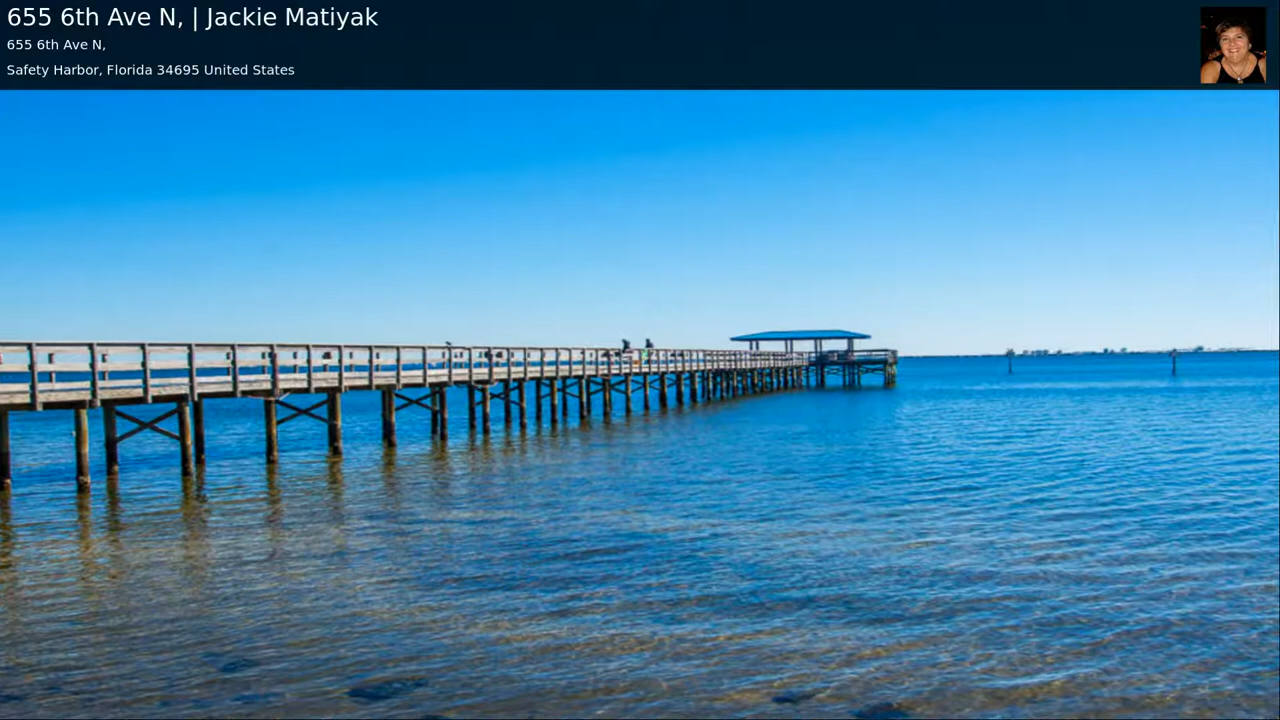 655 6th Ave N, | Jackie Matiyak
655 6th Ave N,
Safety Harbor, Florida 34695 United States